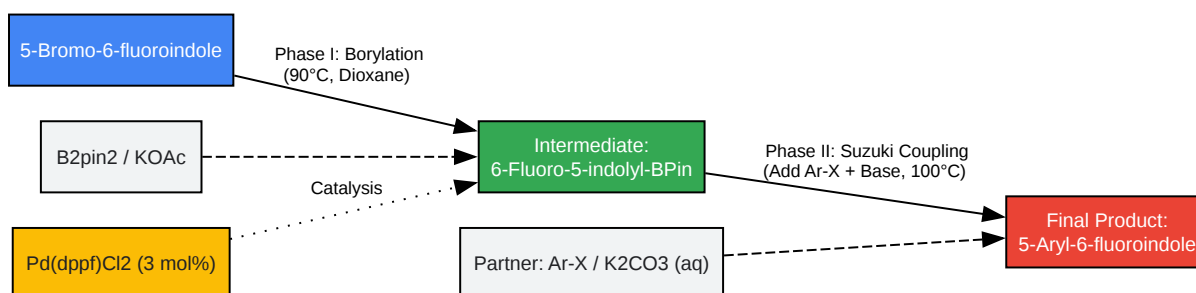 5-Bromo-6-fluoroindole
Phase I: Borylation
(90°C, Dioxane)
B2pin2 / KOAc
Intermediate:
6-Fluoro-5-indolyl-BPin
Phase II: Suzuki Coupling
(Add Ar-X + Base, 100°C)
Catalysis
Pd(dppf)Cl2 (3 mol%)
Partner: Ar-X / K2CO3 (aq)
Final Product:
5-Aryl-6-fluoroindole